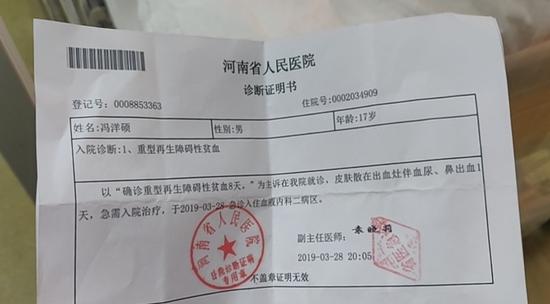 河南省人民医院
诊断证明书
登记号：0008853363 住院号：0002034909
姓名：冯洋硕 性别：男 年龄：17岁
入院诊断：1、重型再生障碍性贫血
以“确诊重型再生障碍性贫血8天，”为主诉在我院就诊，皮肤散在出血灶伴血尿、鼻出血1
天，急需入院治疗，于2019-03-28 急诊入住血液内科二病区。
河南省人民医院
专用章
副主任医师：
2019-03-28 20:05
不盖章证明无效